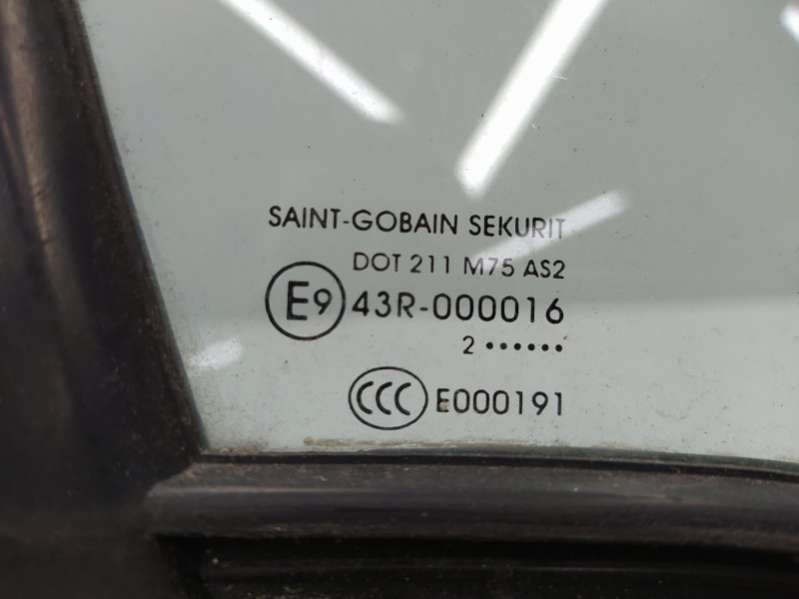 SAINT-GOBAIN SEKURIT
DOT 211 M75 AS2
E9 43R-000016
2 ••••••
CCC E000191